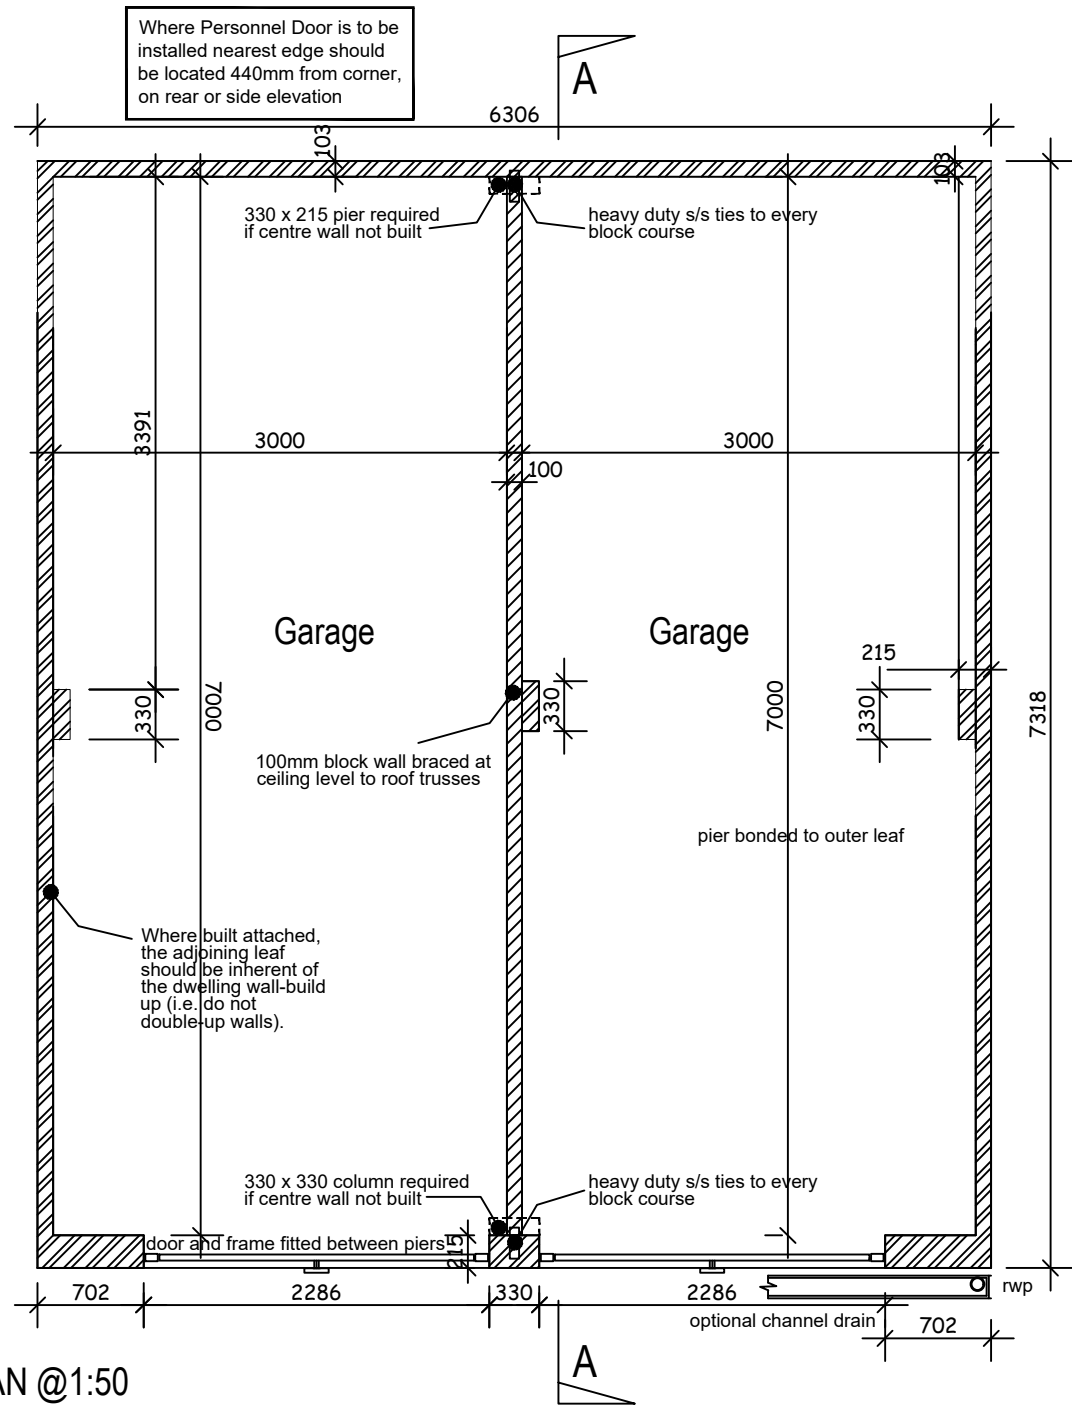 Where Personnel Door is to be
installed nearest edge should
be located 440mm from corner,
on rear or side elevation
A
6306
103
103
330 x 215 pier required
if centre wall not built
heavy duty s/s ties to every
block course
3391
3000
3000
100
Garage
Garage
215
330
7000
330
7000
330
7318
100mm block wall braced at
ceiling level to roof trusses
pier bonded to outer leaf
Where built attached,
the adjoining leaf
should be inherent of
the dwelling wall-build
up (i.e. do not
double-up walls).
330 x 330 column required
if centre wall not built
heavy duty s/s ties to every
block course
door and frame fitted between piers
215
702
2286
330
2286
rwp
optional channel drain
702
A
AN @1:50